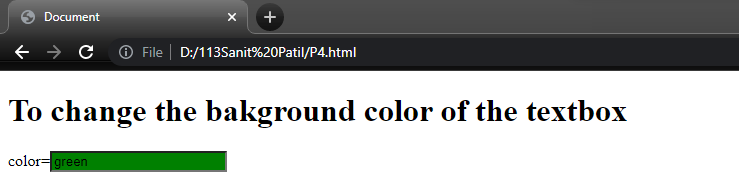 Document
File D:/113Sanit%20Patil/P4.html
To change the bakground color of the textbox
color=green